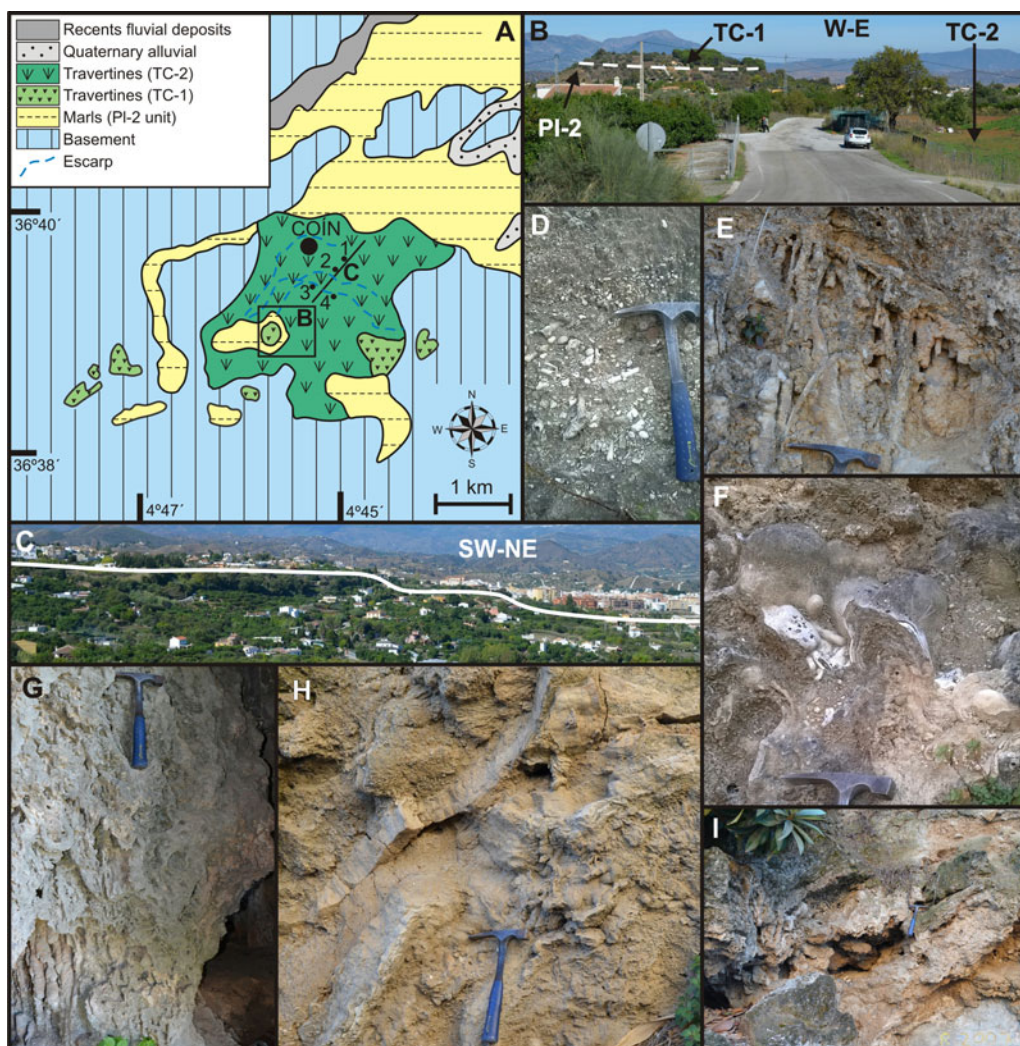 Recents fluvial deposits
Quaternary alluvial
Travertines (TC-2)
Travertines (TC-1)
Marls (PI-2 unit)
Basement
Escarp
A
36º40´
COIN
1
2
C
3
4
B
36º38´
4º47´
4º45´
N
W
E
S
1 km
B
TC-1
W-E
TC-2
PI-2
D
E
C
SW-NE
F
G
H
I